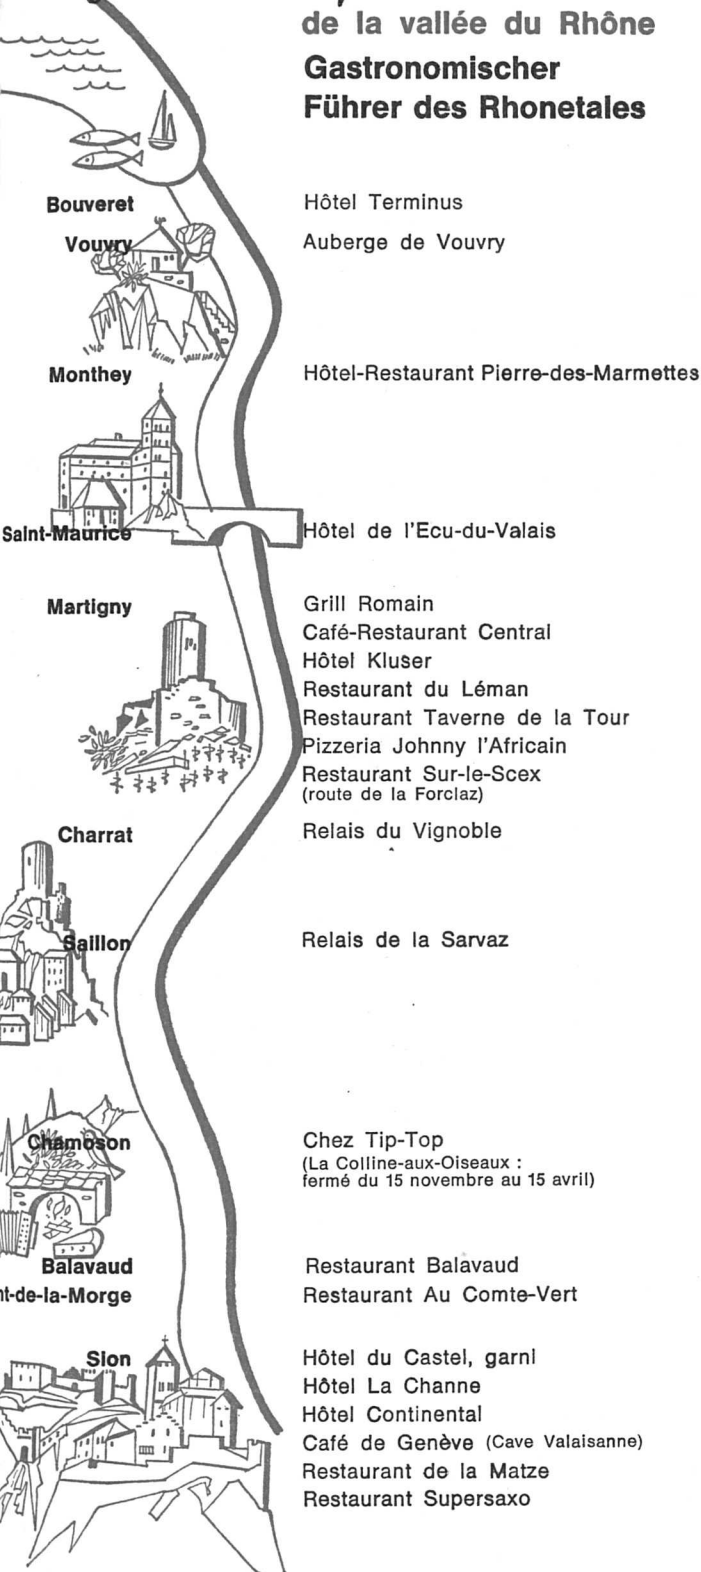 de la vallée du Rhône
Gastronomischer
Führer des Rhonetales
Bouveret Hôtel Terminus
Vouvry Auberge de Vouvry
Monthey Hôtel-Restaurant Pierre-des-Marmettes
Saint-Maurice Hôtel de l'Ecu-du-Valais
Martigny Grill Romain
Café-Restaurant Central
Hôtel Kluser
Restaurant du Léman
Restaurant Taverne de la Tour
Pizzeria Johnny l'Africain
Restaurant Sur-le-Scex
(route de la Forclaz)
Charrat Relais du Vignoble
Saillon Relais de la Sarvaz
Chamoson Chez Tip-Top
(La Colline-aux-Oiseaux :
fermé du 15 novembre au 15 avril)
Balavaud Restaurant Balavaud
nt-de-la-Morge Restaurant Au Comte-Vert
Sion Hôtel du Castel, garni
Hôtel La Channe
Hôtel Continental
Café de Genève (Cave Valaisanne)
Restaurant de la Matze
Restaurant Supersaxo